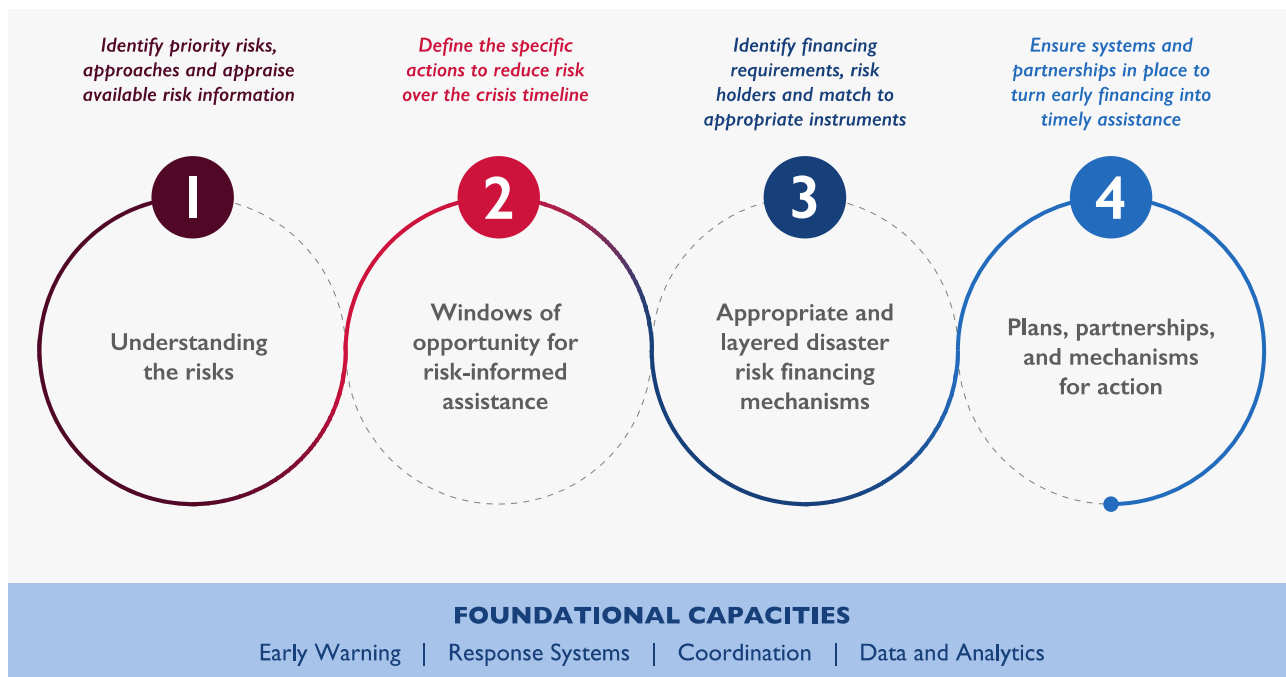 Identify priority risks,
approaches and appraise
available risk information
Define the specific
actions to reduce risk
over the crisis timeline
Identify financing
requirements, risk
holders and match to
appropriate instruments
Ensure systems and
partnerships in place to
turn early financing into
timely assistance
1
2
3
4
Understanding
the risks
Windows of
opportunity for
risk-informed
assistance
Appropriate and
layered disaster
risk financing
mechanisms
Plans, partnerships,
and mechanisms
for action
FOUNDATIONAL CAPACITIES
Early Warning | Response Systems | Coordination | Data and Analytics